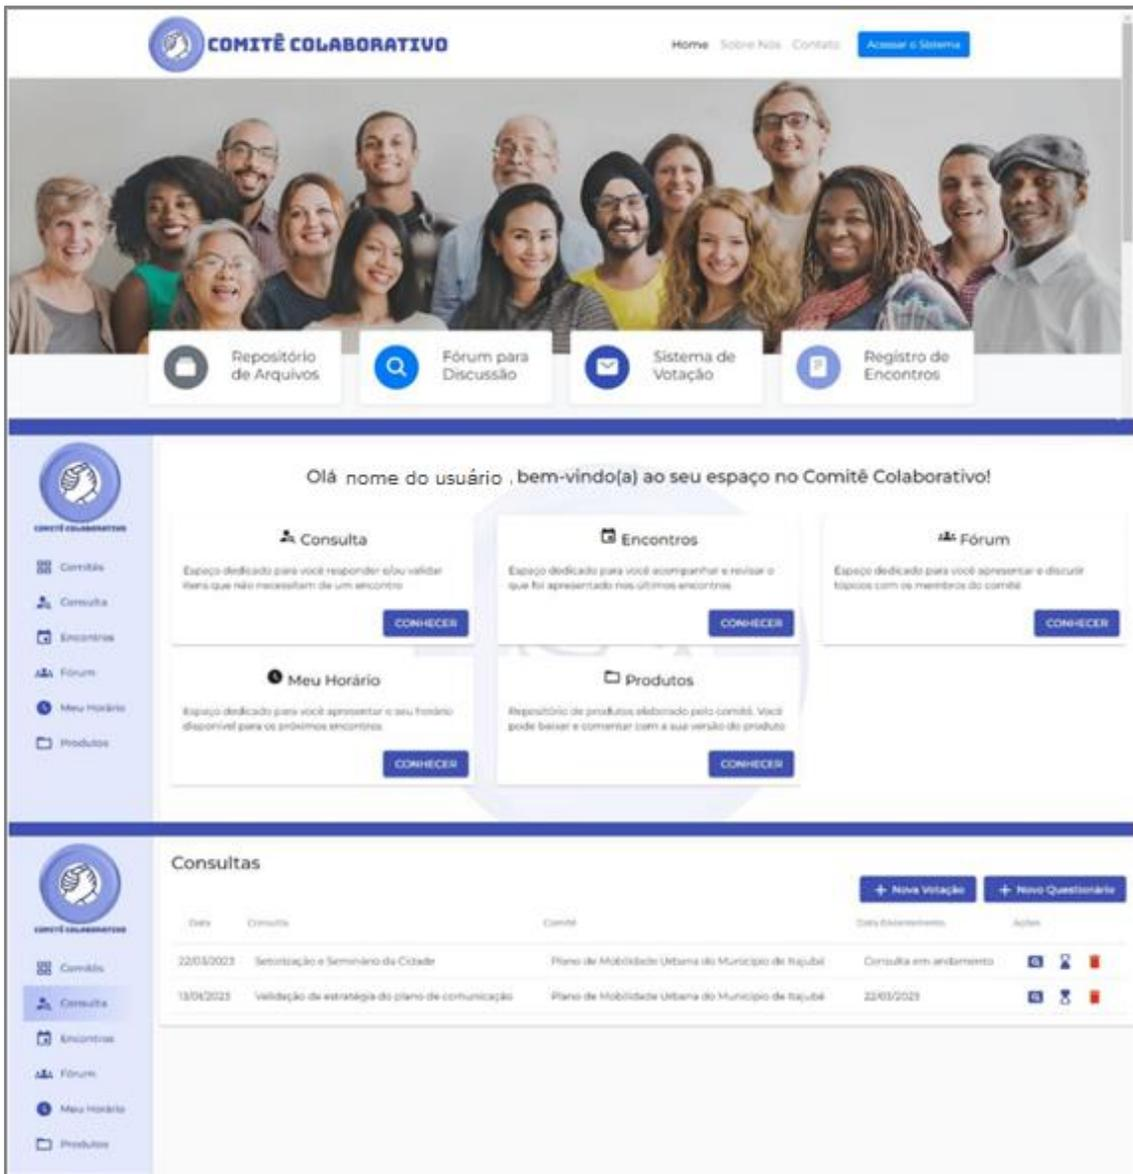 COMITÊ COLABORATIVO
Home Sobre Nós Contato Acessar o Sistema
Repositório
de Arquivos
Fórum para
Discussão
Sistema de
Votação
Registro de
Encontros
COMITÊ COLABORATIVO
Comitês
Consulta
Encontros
Fórum
Meu Horário
Produtos
Olá nome do usuário , bem-vindo(a) ao seu espaço no Comitê Colaborativo!
Consulta
Espaço dedicado para você responder e/ou validar
itens que não necessitam de um encontro
CONHECER
Encontros
Espaço dedicado para você acompanhar e revisar o
que foi apresentado nos últimos encontros
CONHECER
Fórum
Espaço dedicado para você apresentar e discutir
tópicos com os membros do comitê
CONHECER
Meu Horário
Espaço dedicado para você apresentar o seu horário
disponível para os próximos encontros
CONHECER
Produtos
Repositório de produtos elaborado pelo comitê. Você
pode baixar e comentar com a sua versão do produto
CONHECER
COMITÊ COLABORATIVO
Comitês
Consulta
Encontros
Fórum
Meu Horário
Produtos
Consultas
+ Nova Votação + Novo Questionário
Data Consulta Comitê Data Encerramento Ações
22/03/2023 Setorização e Seminário da Cidade Plano de Mobilidade Urbana do Município de Itajubá Consulta em andamento
13/01/2023 Validação da estratégia do plano de comunicação Plano de Mobilidade Urbana do Município de Itajubá 22/03/2023